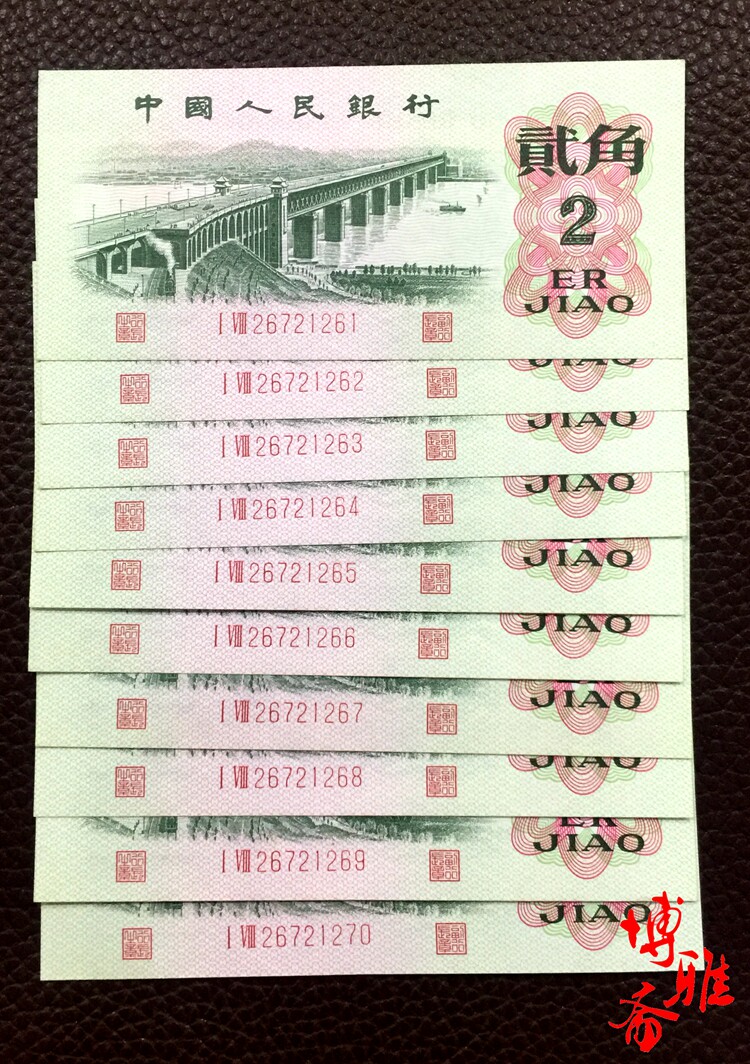 中國人民銀行
貳角
2
ER
JIAO
I VIII 26721261
JIAO
I VIII 26721262
JIAO
I VIII 26721263
JIAO
I VIII 26721264
JIAO
I VIII 26721265
JIAO
I VIII 26721266
JIAO
I VIII 26721267
JIAO
I VIII 26721268
ER
JIAO
I VIII 26721269
JIAO
I VIII 26721270
博雅斋